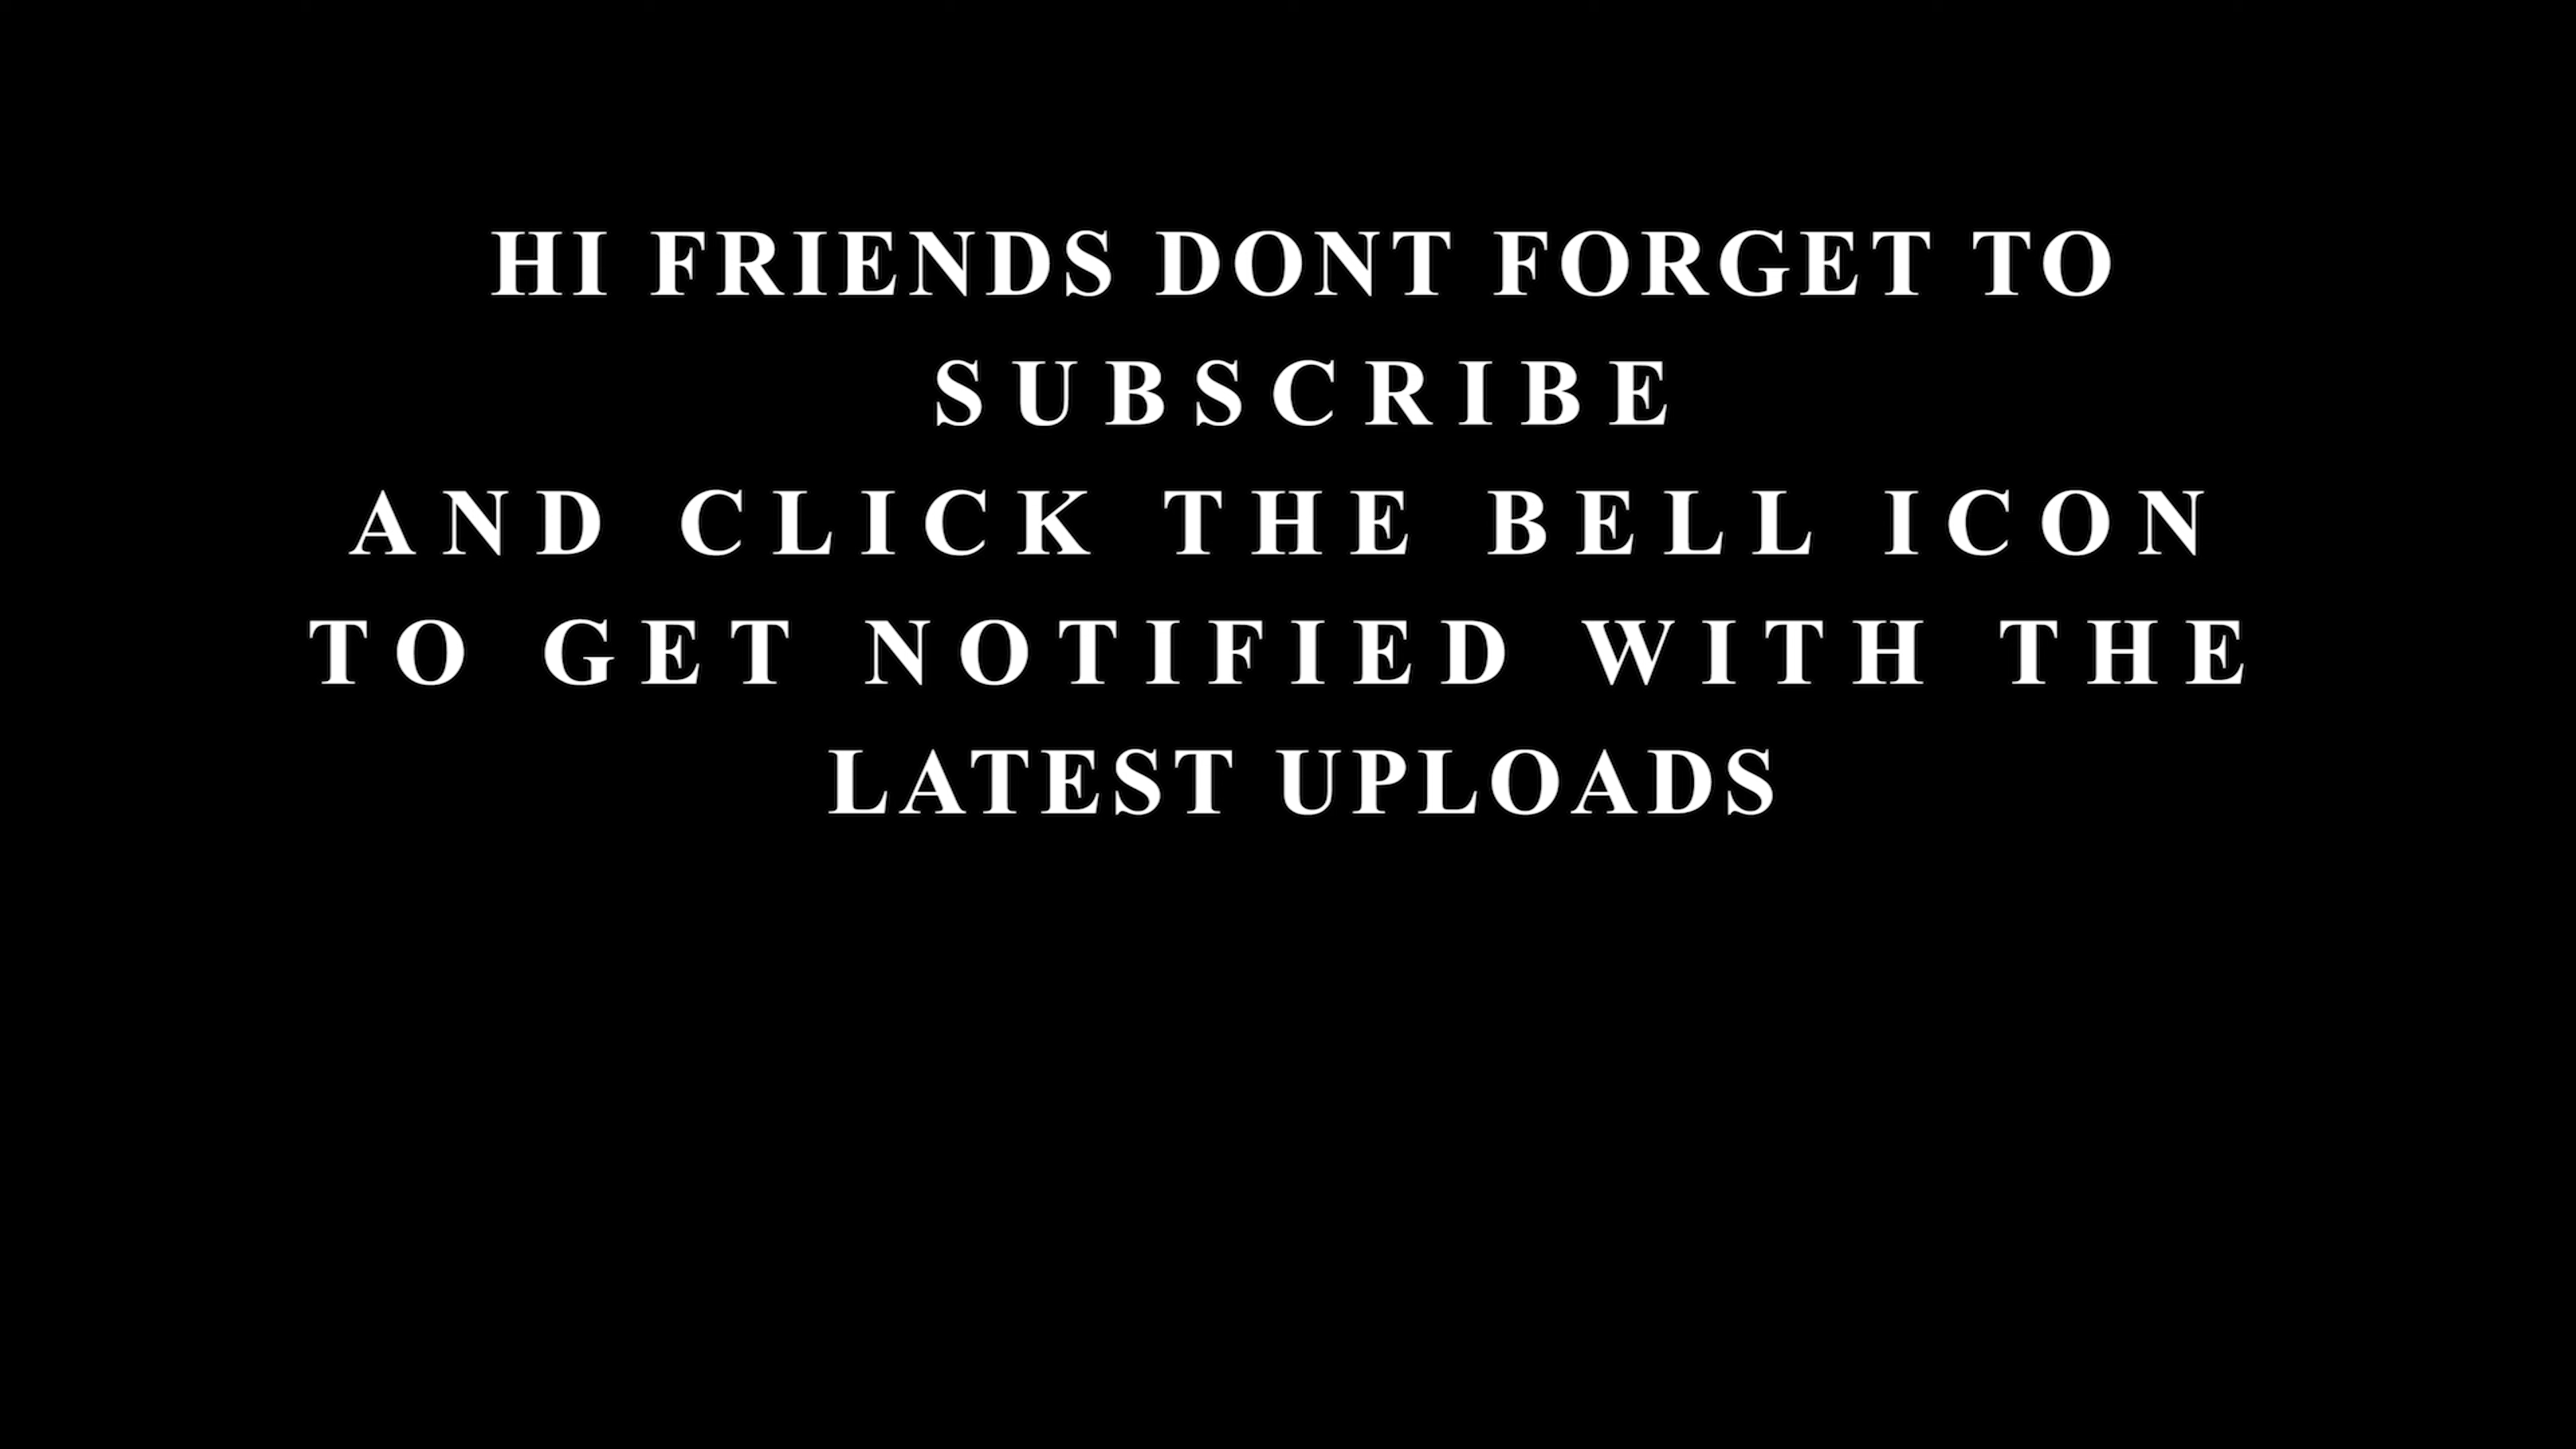 HI FRIENDS DONT FORGET TO
SUBSCRIBE
AND CLICK THE BELL ICON
TO GET NOTIFIED WITH THE
LATEST UPLOADS